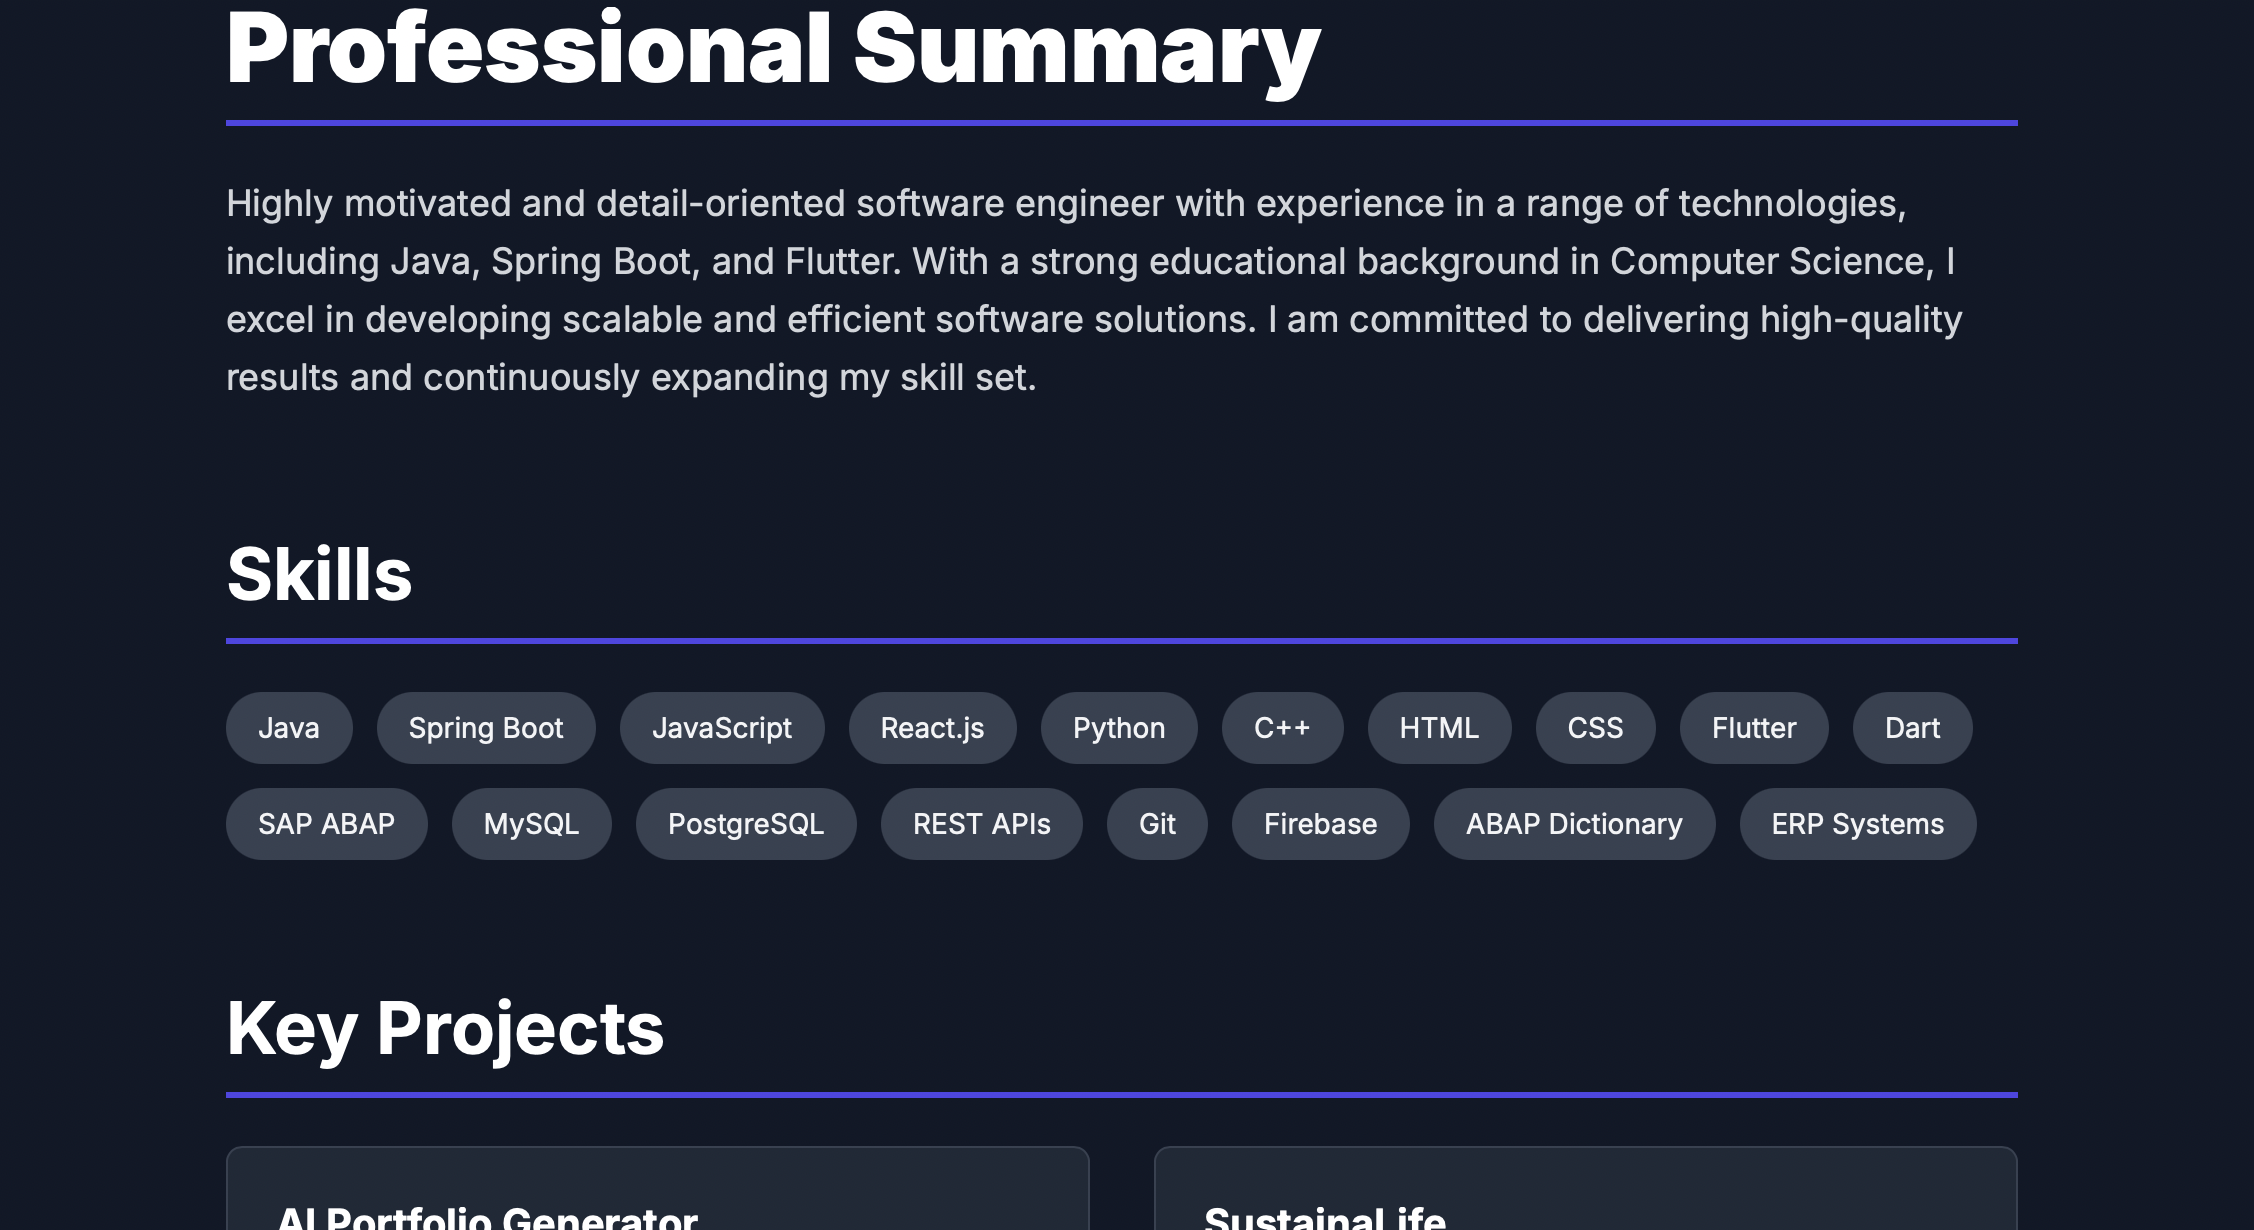 Professional Summary
Highly motivated and detail-oriented software engineer with experience in a range of technologies,
including Java, Spring Boot, and Flutter. With a strong educational background in Computer Science, I
excel in developing scalable and efficient software solutions. I am committed to delivering high-quality
results and continuously expanding my skill set.
Skills
Java Spring Boot JavaScript React.js Python C++ HTML CSS Flutter Dart
SAP ABAP MySQL PostgreSQL REST APIs Git Firebase ABAP Dictionary ERP Systems
Key Projects
AI Portfolio Generator SustainaLife